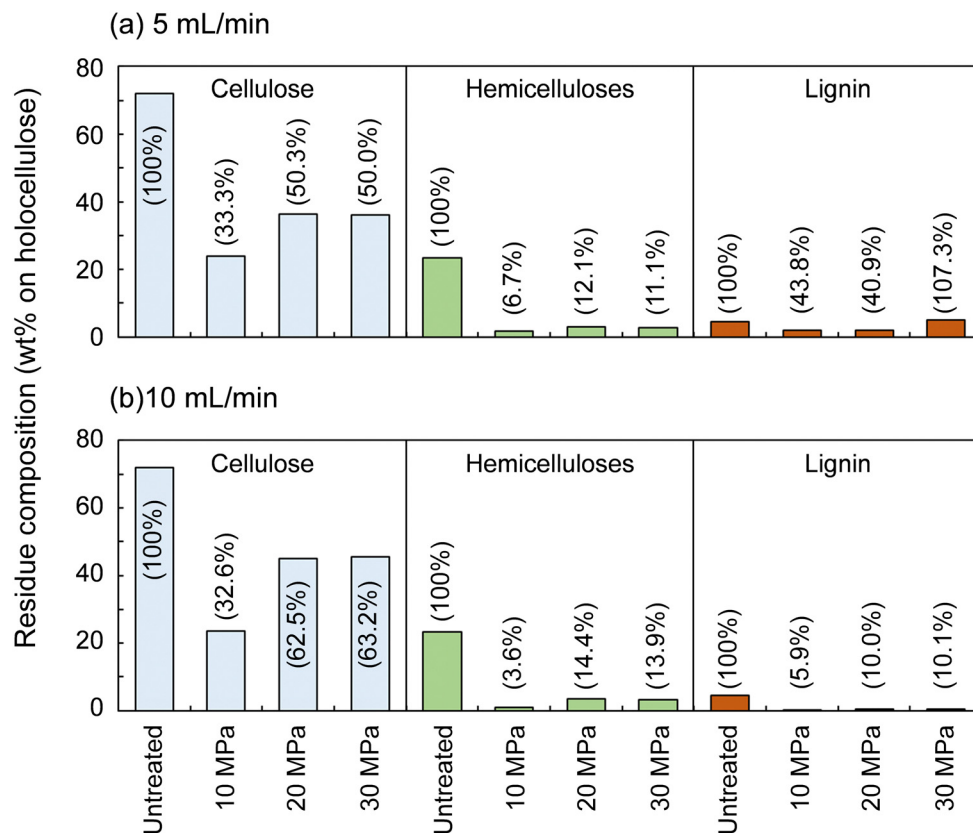 (a) 5 mL/min
Residue composition (wt% on holocellulose)
80
60
40
20
0
Cellulose
Hemicelluloses
Lignin
(100%)
(33.3%)
(50.3%)
(50.0%)
(100%)
(6.7%)
(12.1%)
(11.1%)
(100%)
(43.8%)
(40.9%)
(107.3%)
(b)10 mL/min
80
60
40
20
0
Cellulose
Hemicelluloses
Lignin
(100%)
(32.6%)
(62.5%)
(63.2%)
(100%)
(3.6%)
(14.4%)
(13.9%)
(100%)
(5.9%)
(10.0%)
(10.1%)
Untreated
10 MPa
20 MPa
30 MPa
Untreated
10 MPa
20 MPa
30 MPa
Untreated
10 MPa
20 MPa
30 MPa